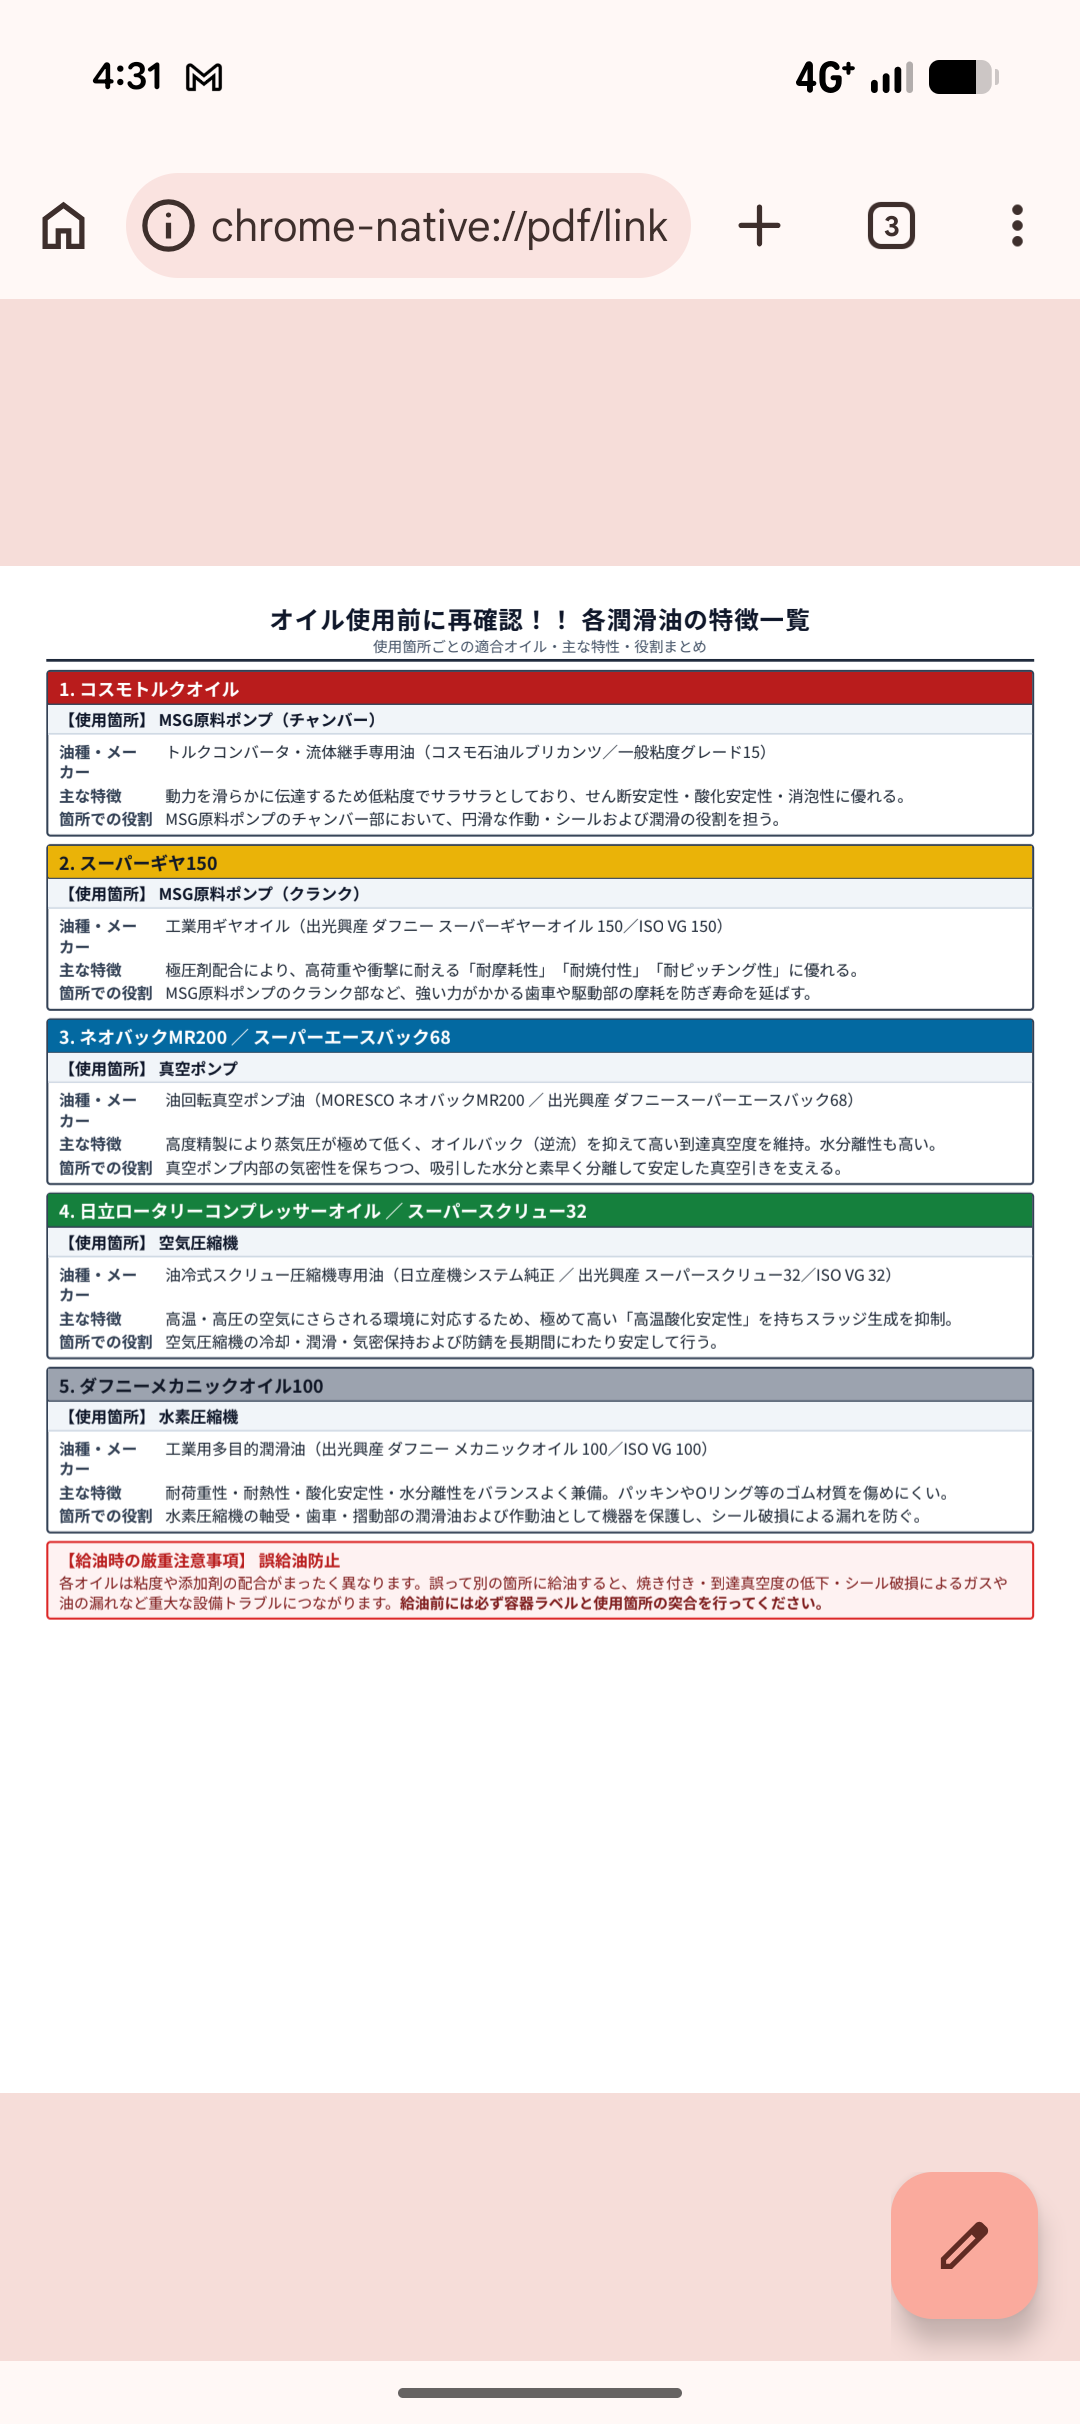 4:31
4G+
chrome-native://pdf/link
3
オイル使用前に再確認！！ 各潤滑油の特徴一覧
使用箇所ごとの適合オイル・主な特性・役割まとめ
1. コスモトルクオイル
【使用箇所】 MSG原料ポンプ（チャンバー）
油種・メーカー トルクコンバータ・流体継手専用油（コスモ石油ルブリカンツ／一般粘度グレード15）
主な特徴 動力を滑らかに伝達するため低粘度でサラサラとしており、せん断安定性・酸化安定性・消泡性に優れる。
箇所での役割 MSG原料ポンプのチャンバー部において、円滑な作動・シールおよび潤滑の役割を担う。
2. スーパーギヤ150
【使用箇所】 MSG原料ポンプ（クランク）
油種・メーカー 工業用ギヤオイル（出光興産 ダフニー スーパーギヤーオイル 150／ISO VG 150）
主な特徴 極圧剤配合により、高荷重や衝撃に耐える「耐摩耗性」「耐焼付性」「耐ピッチング性」に優れる。
箇所での役割 MSG原料ポンプのクランク部など、強い力がかかる歯車や駆動部の摩耗を防ぎ寿命を延ばす。
3. ネオバックMR200 ／ スーパーエースバック68
【使用箇所】 真空ポンプ
油種・メーカー 油回転真空ポンプ油（MORESCO ネオバックMR200 ／ 出光興産 ダフニースーパーエースバック68）
主な特徴 高度精製により蒸気圧が極めて低く、オイルバック（逆流）を抑えて高い到達真空度を維持。水分離性も高い。
箇所での役割 真空ポンプ内部の気密性を保ちつつ、吸引した水分と素早く分離して安定した真空引きを支える。
4. 日立ロータリーコンプレッサーオイル ／ スーパースクリュー32
【使用箇所】 空気圧縮機
油種・メーカー 油冷式スクリュー圧縮機専用油（日立産機システム純正 ／ 出光興産 スーパースクリュー32／ISO VG 32）
主な特徴 高温・高圧の空気にさらされる環境に対応するため、極めて高い「高温酸化安定性」を持ちスラッジ生成を抑制。
箇所での役割 空気圧縮機の冷却・潤滑・気密保持および防錆を長期間にわたり安定して行う。
5. ダフニーメカニックオイル100
【使用箇所】 水素圧縮機
油種・メーカー 工業用多目的潤滑油（出光興産 ダフニー メカニックオイル 100／ISO VG 100）
主な特徴 耐荷重性・耐熱性・酸化安定性・水分離性をバランスよく兼備。パッキンやOリング等のゴム材質を傷めにくい。
箇所での役割 水素圧縮機の軸受・歯車・摺動部の潤滑油および作動油として機器を保護し、シール破損による漏れを防ぐ。
【給油時の厳重注意事項】 誤給油防止
各オイルは粘度や添加剤の配合がまったく異なります。誤って別の箇所に給油すると、焼き付き・到達真空度の低下・シール破損によるガスや
油の漏れなど重大な設備トラブルにつながります。給油前には必ず容器ラベルと使用箇所の突合を行ってください。